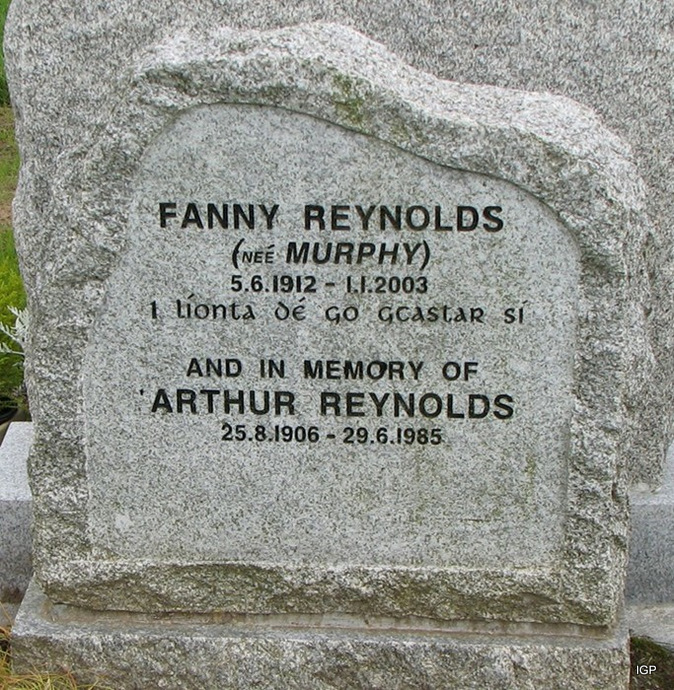 FANNY REYNOLDS
(NEÉ MURPHY)
5.6.1912 - 1.1.2003
I líonta dé go gcastar sí
AND IN MEMORY OF
ARTHUR REYNOLDS
25.8.1906 - 29.6.1985
IGP